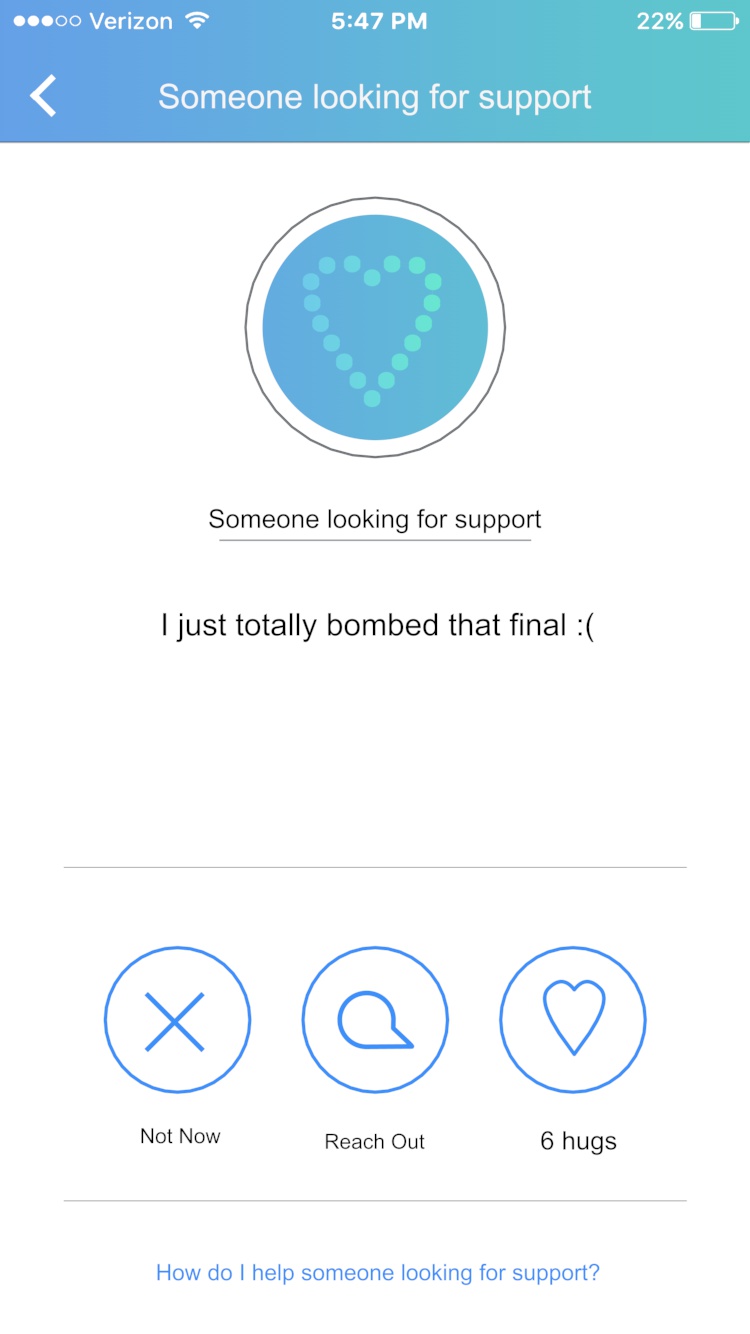 Verizon 5:47 PM 22%
Someone looking for support
Someone looking for support
I just totally bombed that final :(
Not Now
Reach Out
6 hugs
How do I help someone looking for support?